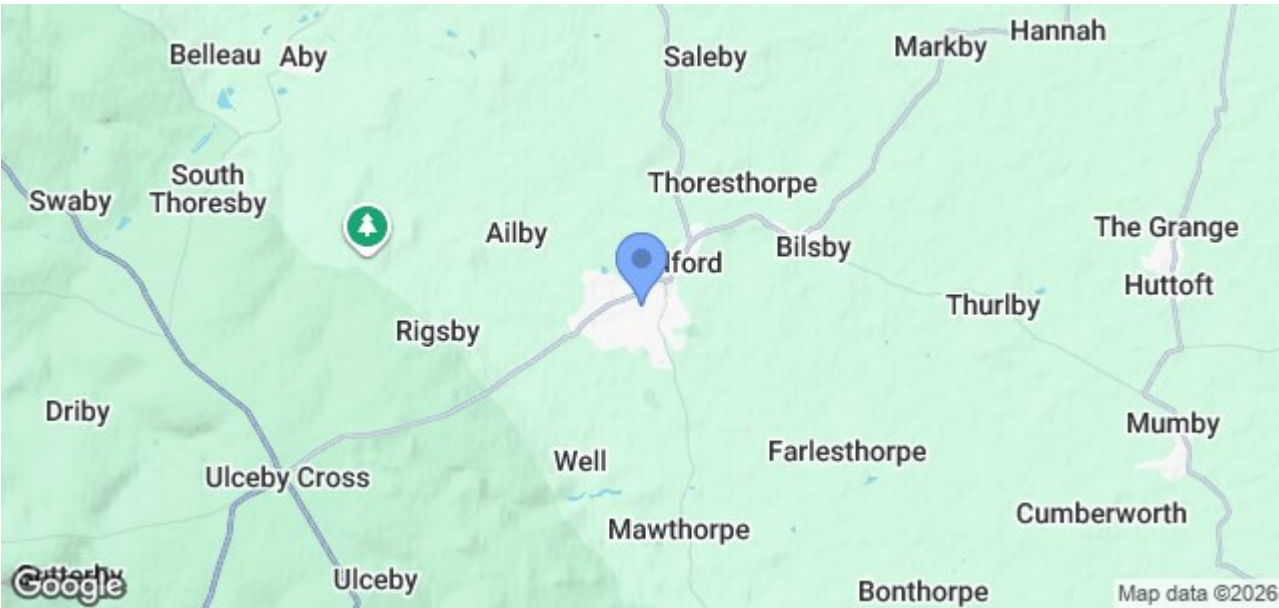 Belleau
Aby
Saleby
Markby
Hannah
South
Thoresby
Swaby
Thoresthorpe
Ailby
Bilsby
The Grange
lford
Huttoft
Thurlby
Rigsby
Driby
Mumby
Well
Farlesthorpe
Ulceby Cross
Mawthorpe
Cumberworth
Ulceby
Bonthorpe
Google
Map data ©2026